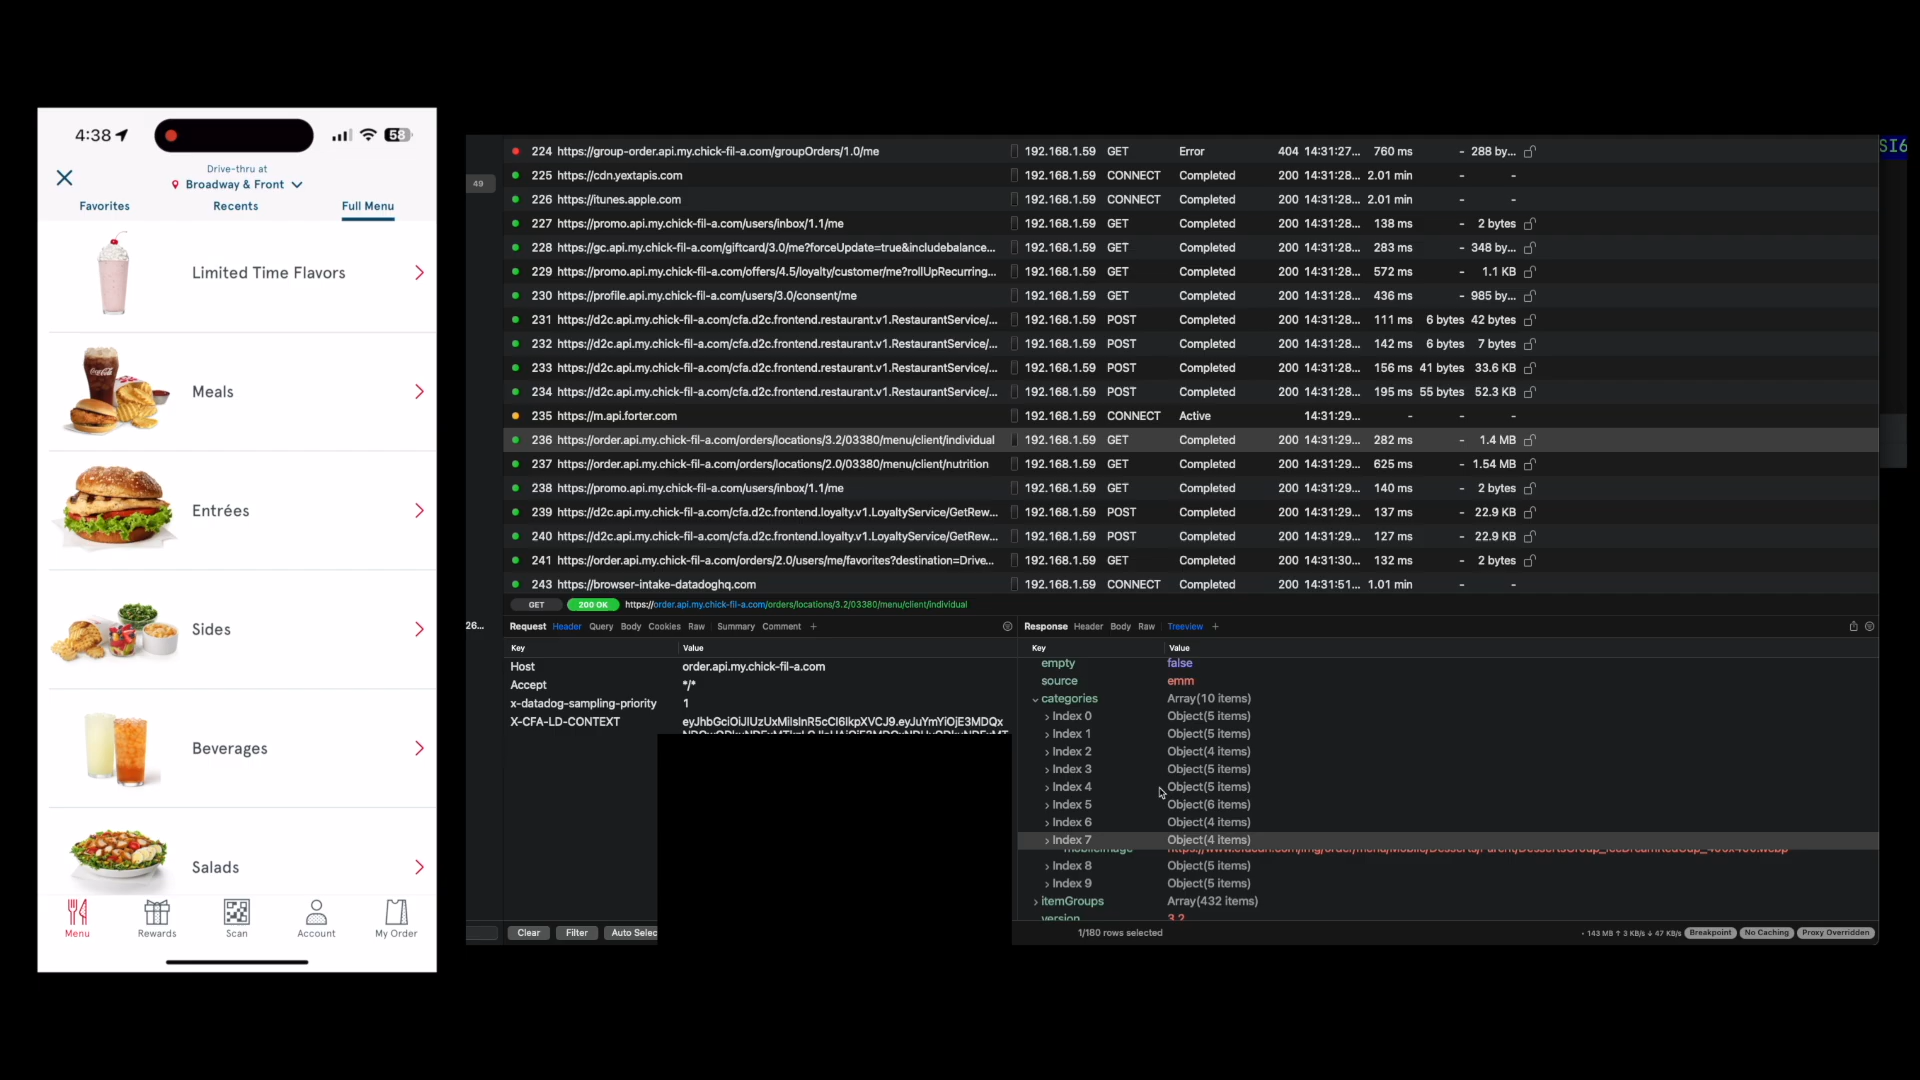 4:38
58
Drive-thru at
Broadway & Front
Favorites Recents Full Menu
Limited Time Flavors
Meals
Entrées
Sides
Beverages
Salads
Menu Rewards Scan Account My Order
SI6
49
224 https://group-order.api.my.chick-fil-a.com/groupOrders/1.0/me 192.168.1.59 GET Error 404 14:31:27... 760 ms - 288 by...
225 https://cdn.yextapis.com 192.168.1.59 CONNECT Completed 200 14:31:28... 2.01 min - -
226 https://itunes.apple.com 192.168.1.59 CONNECT Completed 200 14:31:28... 2.01 min - -
227 https://promo.api.my.chick-fil-a.com/users/inbox/1.1/me 192.168.1.59 GET Completed 200 14:31:28... 138 ms - 2 bytes
228 https://gc.api.my.chick-fil-a.com/giftcard/3.0/me?forceUpdate=true&includebalance... 192.168.1.59 GET Completed 200 14:31:28... 283 ms - 348 by...
229 https://promo.api.my.chick-fil-a.com/offers/4.5/loyalty/customer/me?rollUpRecurring... 192.168.1.59 GET Completed 200 14:31:28... 572 ms - 1.1 KB
230 https://profile.api.my.chick-fil-a.com/users/3.0/consent/me 192.168.1.59 GET Completed 200 14:31:28... 436 ms - 985 by...
231 https://d2c.api.my.chick-fil-a.com/cfa.d2c.frontend.restaurant.v1.RestaurantService/... 192.168.1.59 POST Completed 200 14:31:28... 111 ms 6 bytes 42 bytes
232 https://d2c.api.my.chick-fil-a.com/cfa.d2c.frontend.restaurant.v1.RestaurantService/... 192.168.1.59 POST Completed 200 14:31:28... 142 ms 6 bytes 7 bytes
233 https://d2c.api.my.chick-fil-a.com/cfa.d2c.frontend.restaurant.v1.RestaurantService/... 192.168.1.59 POST Completed 200 14:31:28... 156 ms 41 bytes 33.6 KB
234 https://d2c.api.my.chick-fil-a.com/cfa.d2c.frontend.restaurant.v1.RestaurantService/... 192.168.1.59 POST Completed 200 14:31:28... 195 ms 55 bytes 52.3 KB
235 https://m.api.forter.com 192.168.1.59 CONNECT Active 14:31:29... - - -
236 https://order.api.my.chick-fil-a.com/orders/locations/3.2/03380/menu/client/individual 192.168.1.59 GET Completed 200 14:31:29... 282 ms - 1.4 MB
237 https://order.api.my.chick-fil-a.com/orders/locations/2.0/03380/menu/client/nutrition 192.168.1.59 GET Completed 200 14:31:29... 625 ms - 1.54 MB
238 https://promo.api.my.chick-fil-a.com/users/inbox/1.1/me 192.168.1.59 GET Completed 200 14:31:29... 140 ms - 2 bytes
239 https://d2c.api.my.chick-fil-a.com/cfa.d2c.frontend.loyalty.v1.LoyaltyService/GetRew... 192.168.1.59 POST Completed 200 14:31:29... 137 ms - 22.9 KB
240 https://d2c.api.my.chick-fil-a.com/cfa.d2c.frontend.loyalty.v1.LoyaltyService/GetRew... 192.168.1.59 POST Completed 200 14:31:29... 127 ms - 22.9 KB
241 https://order.api.my.chick-fil-a.com/orders/2.0/users/me/favorites?destination=Drive... 192.168.1.59 GET Completed 200 14:31:30... 132 ms - 2 bytes
243 https://browser-intake-datadoghq.com 192.168.1.59 CONNECT Completed 200 14:31:51... 1.01 min - -
GET 200 OK https://order.api.my.chick-fil-a.com/orders/locations/3.2/03380/menu/client/individual
26... Request Header Query Body Cookies Raw Summary Comment +
Key Value
Host order.api.my.chick-fil-a.com
Accept */*
x-datadog-sampling-priority 1
X-CFA-LD-CONTEXT
Response Header Body Raw Treeview +
Key Value
empty false
source emm
categories Array(10 items)
Index 0 Object(5 items)
Index 1 Object(5 items)
Index 2 Object(4 items)
Index 3 Object(5 items)
Index 4 Object(5 items)
Index 5 Object(6 items)
Index 6 Object(4 items)
Index 7 Object(4 items)
Index 8 Object(5 items)
Index 9 Object(5 items)
itemGroups Array(432 items)
version 3.2
Clear Filter Auto Selec
1/180 rows selected
• 143 MB ↑ 3 KB/s ↓ 47 KB/s Breakpoint No Caching Proxy Overridden